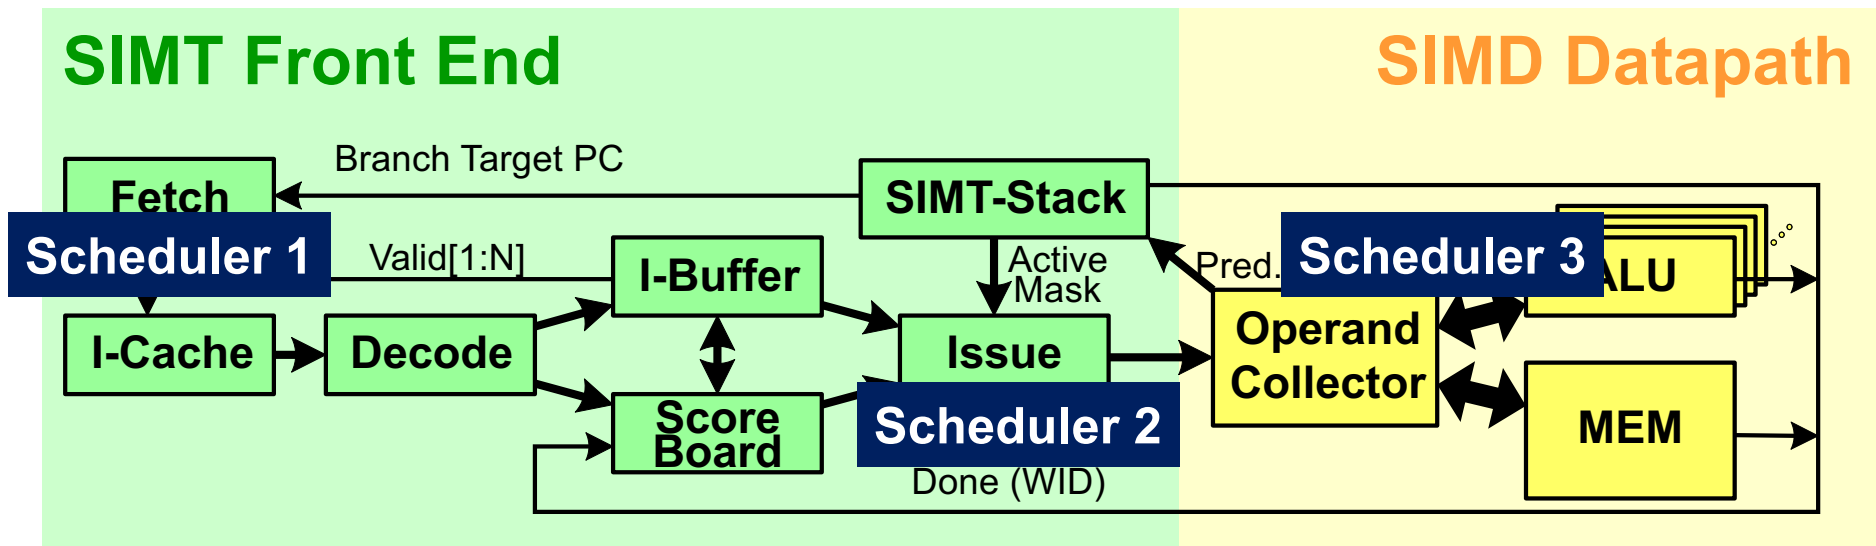 SIMT Front End
SIMD Datapath
Branch Target PC
Fetch
SIMT-Stack
Scheduler 1
Valid[1:N]
I-Buffer
Active
Mask
Pred.
Scheduler 3
ALU
I-Cache
Decode
Issue
Operand
Collector
Score
Board
Scheduler 2
MEM
Done (WID)